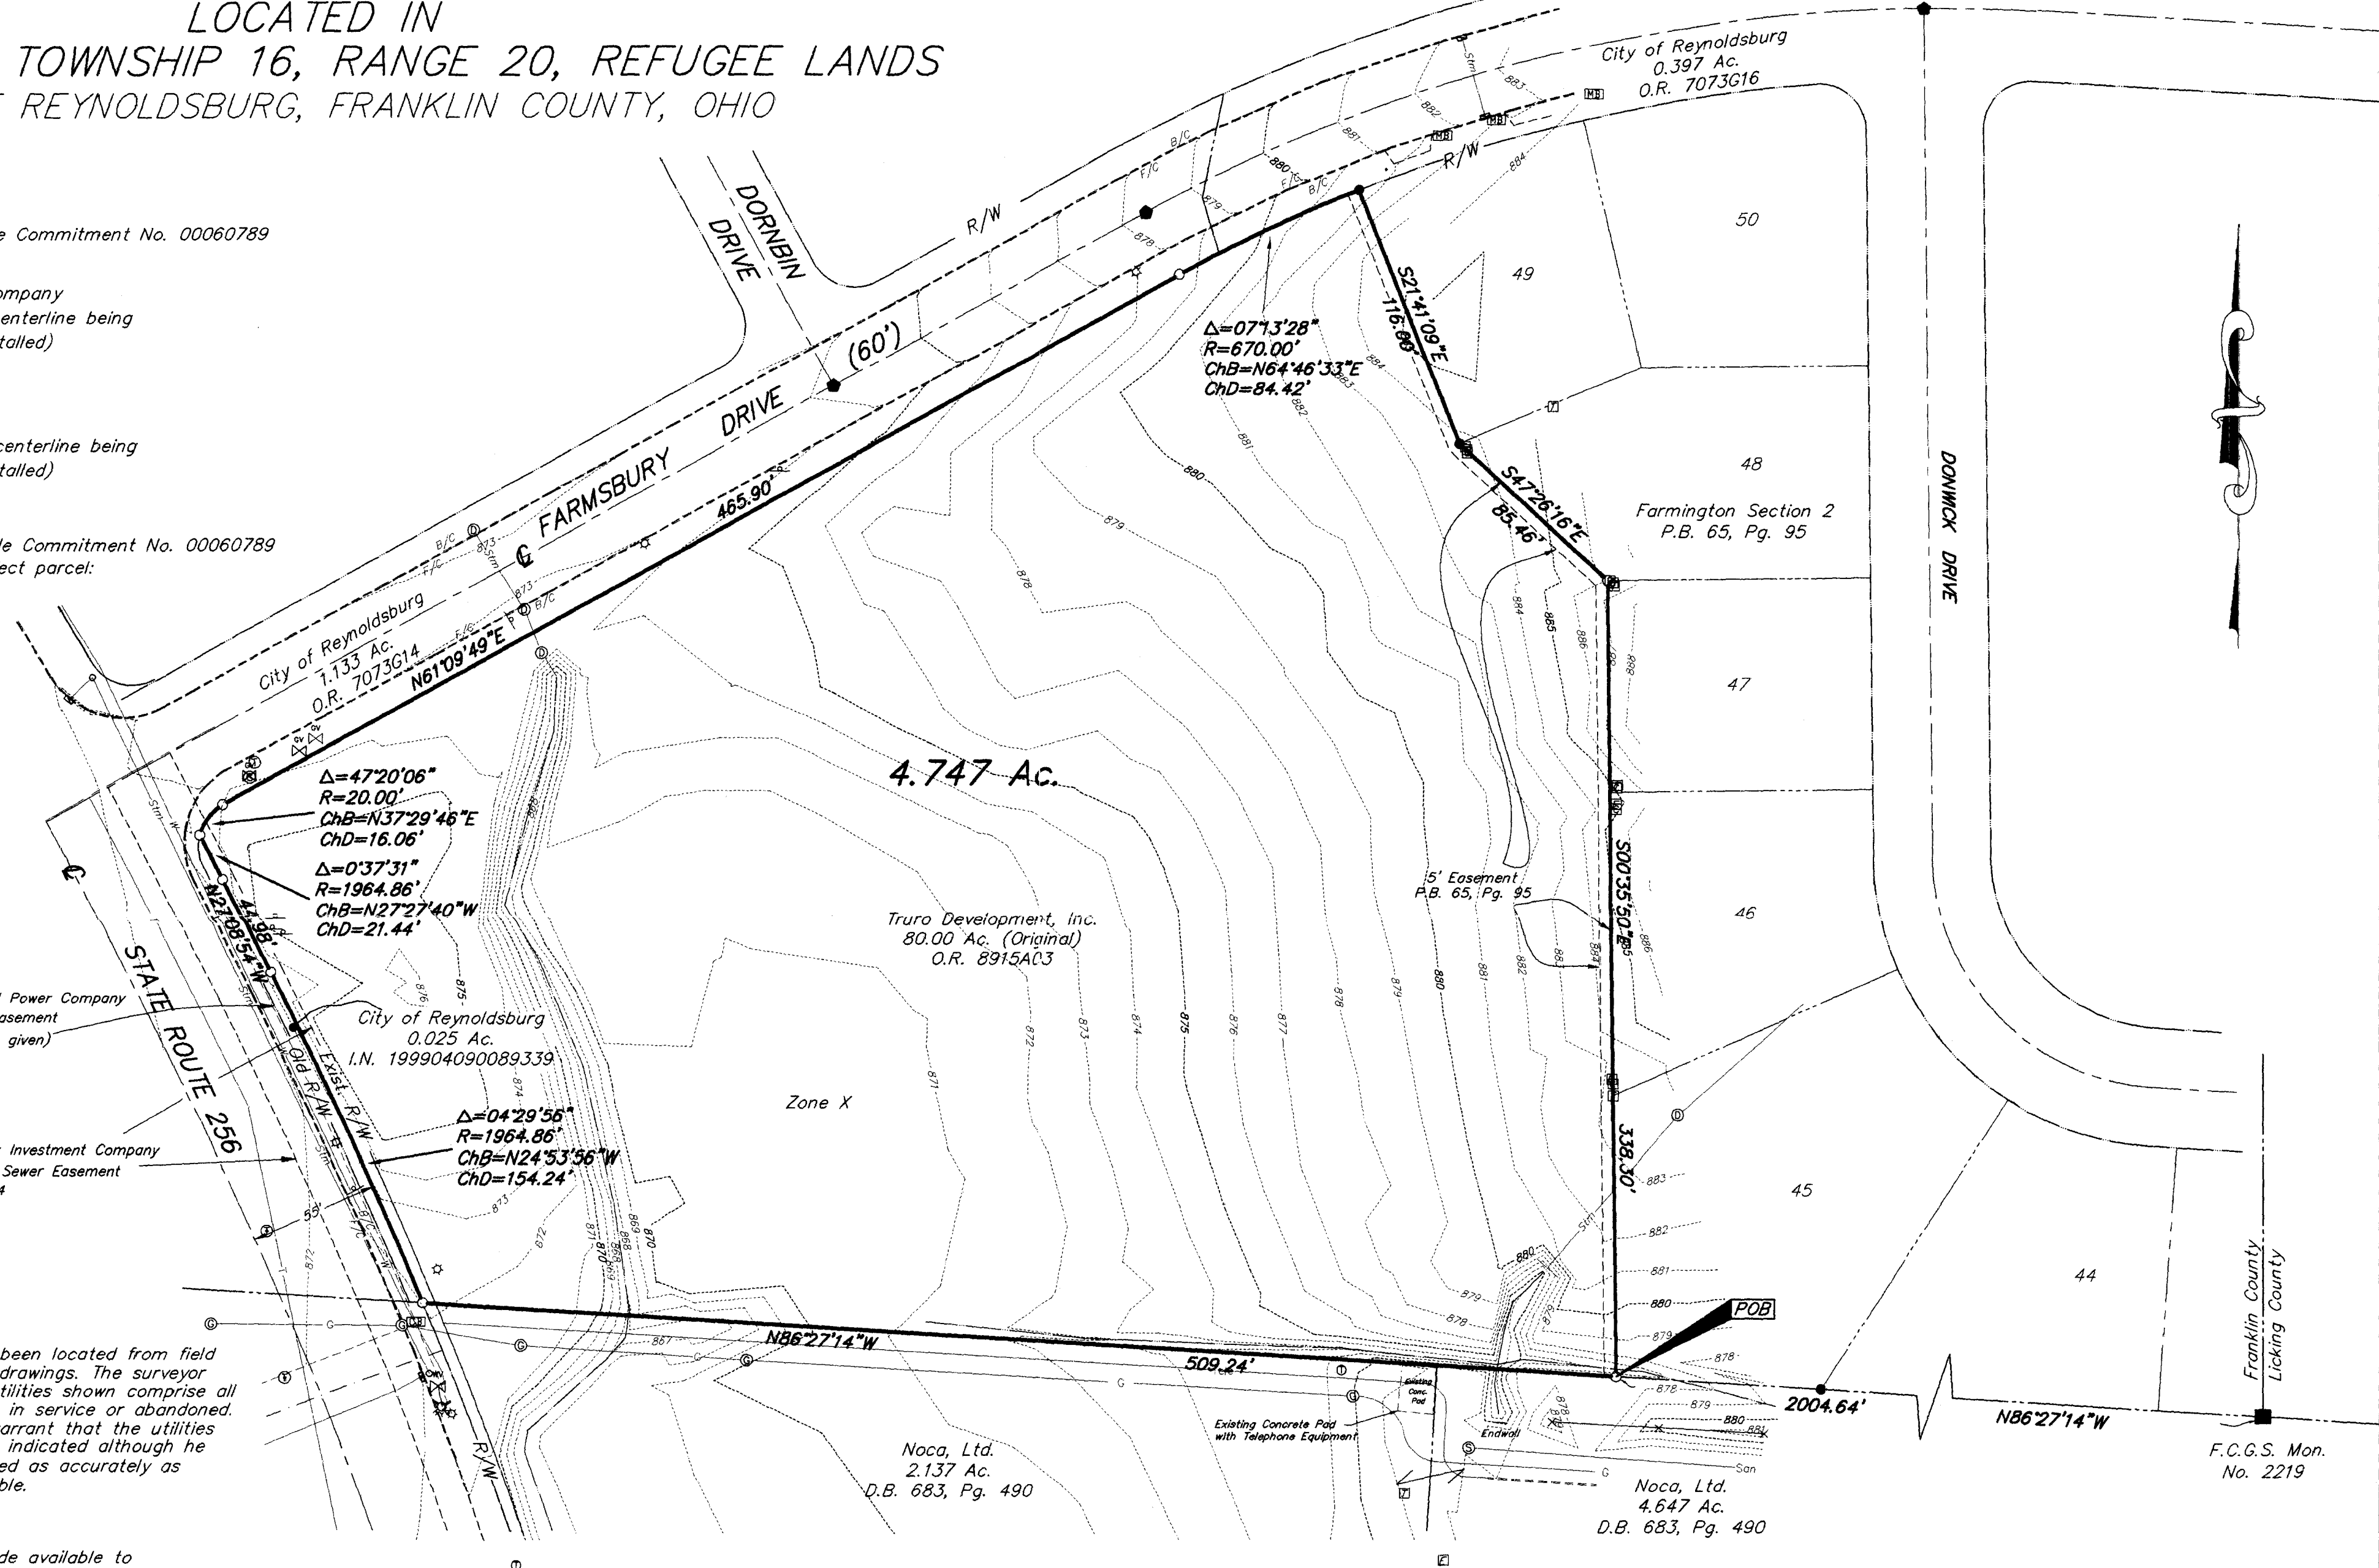 LOCATED IN
TOWNSHIP 16, RANGE 20, REFUGEE LANDS
REYNOLDSBURG, FRANKLIN COUNTY, OHIO
Commitment No. 00060789
enterline being
talled)
centerline being
talled)
le Commitment No. 00060789
ect parcel:
City of Reynoldsburg
0.397 Ac.
O.R. 7073G16
DORNBIN
DRIVE
R/W
R/W
FARMSBURY DRIVE (60')
465.90'
N61°09'49"E
City of Reynoldsburg
1.133 Ac.
O.R. 7073G14
Δ=07°13'28"
R=670.00'
ChB=N64°46'33"E
ChD=84.42'
S21°41'09"E
S47°26'16"E
85.46'
50
49
48
Farmington Section 2
P.B. 65, Pg. 95
47
46
45
44
DONWICK DRIVE
Δ=47°20'06"
R=20.00'
ChB=N37°29'46"E
ChD=16.06'
Δ=0°37'31"
R=1964.86'
ChB=N27°27'40"W
ChD=21.44'
N27°08'54"W
44.98'
4.747 Ac.
Truro Development, Inc.
80.00 Ac. (Original)
O.R. 8915A03
5' Easement
P.B. 65, Pg. 95
S00°35'50"E
338.30'
Zone X
STATE ROUTE 256
Power Company
asement
given)
City of Reynoldsburg
0.025 Ac.
I.N. 199904090089339
Exist. R/W
Old R/W
Investment Company
Sewer Easement
4
Δ=04°29'56"
R=1964.86'
ChB=N24°53'56"W
ChD=154.24'
55'
R/W
N86°27'14"W
509.24'
POB
2004.64'
N86°27'14"W
Franklin County
Licking County
F.C.G.S. Mon.
No. 2219
Existing
Conc.
Pad
Existing Concrete Pad
with Telephone Equipment
Endwall
San
Noca, Ltd.
2.137 Ac.
D.B. 683, Pg. 490
Noca, Ltd.
4.647 Ac.
D.B. 683, Pg. 490
been located from field
drawings. The surveyor
tilities shown comprise all
in service or abandoned.
arrant that the utilities
indicated although he
ed as accurately as
ble.
de available to